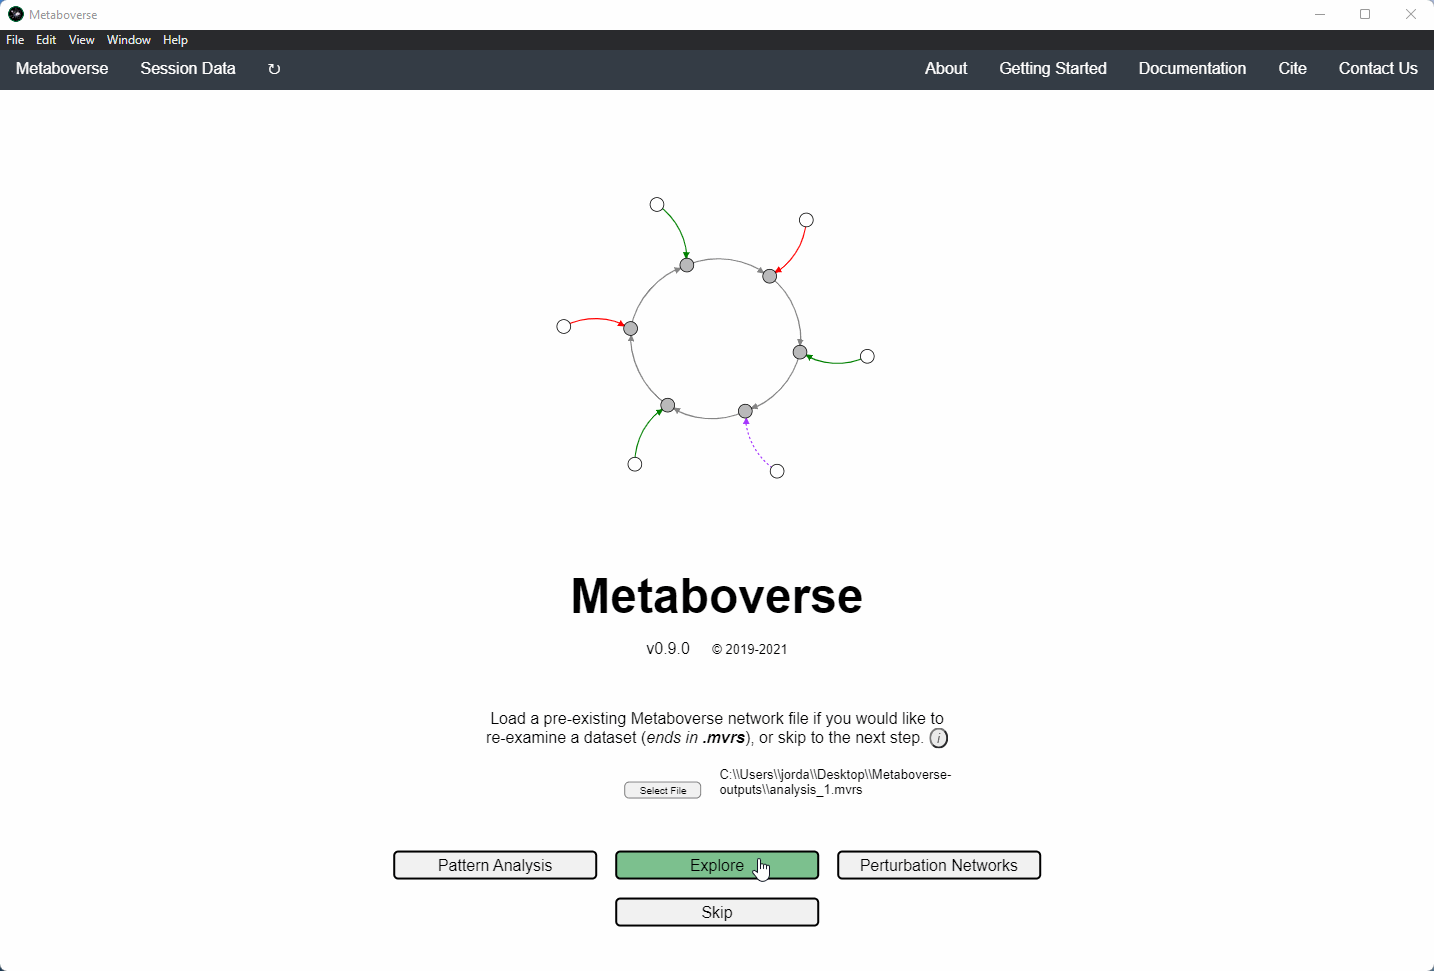 Metaboverse
File Edit View Window Help
Metaboverse Session Data ↻ About Getting Started Documentation Cite Contact Us
Metaboverse
v0.9.0 © 2019-2021
Load a pre-existing Metaboverse network file if you would like to
re-examine a dataset (ends in .mvrs), or skip to the next step. i
C:\\Users\\jorda\\Desktop\\Metaboverse-
Select File outputs\\analysis_1.mvrs
Pattern Analysis Explore Perturbation Networks
Skip